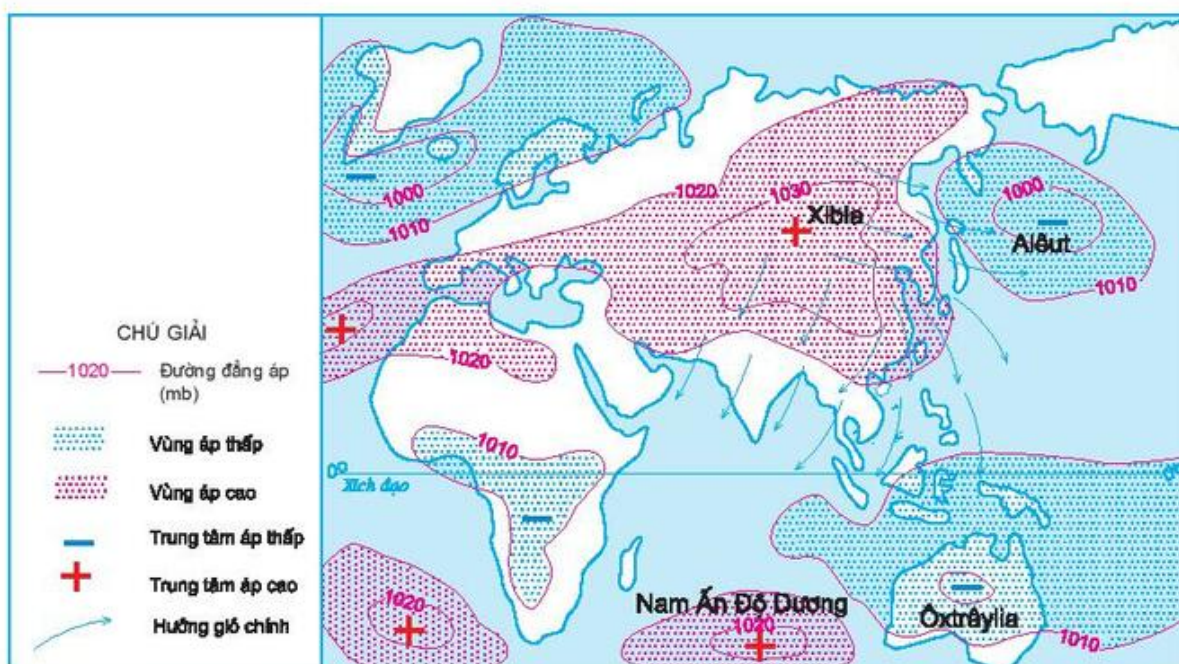 CHÚ GIẢI
1020 Đường đẳng áp
(mb)
Vùng áp thấp
Vùng áp cao
Trung tâm áp thấp
Trung tâm áp cao
Hướng gió chính
1000
1010
1020
1030
Xibia
1000
Alêut
1010
1020
1010
0°
Xích đạo
0°
1020
Nam Ấn Độ Dương
1020
Ôxtrâylia
1010